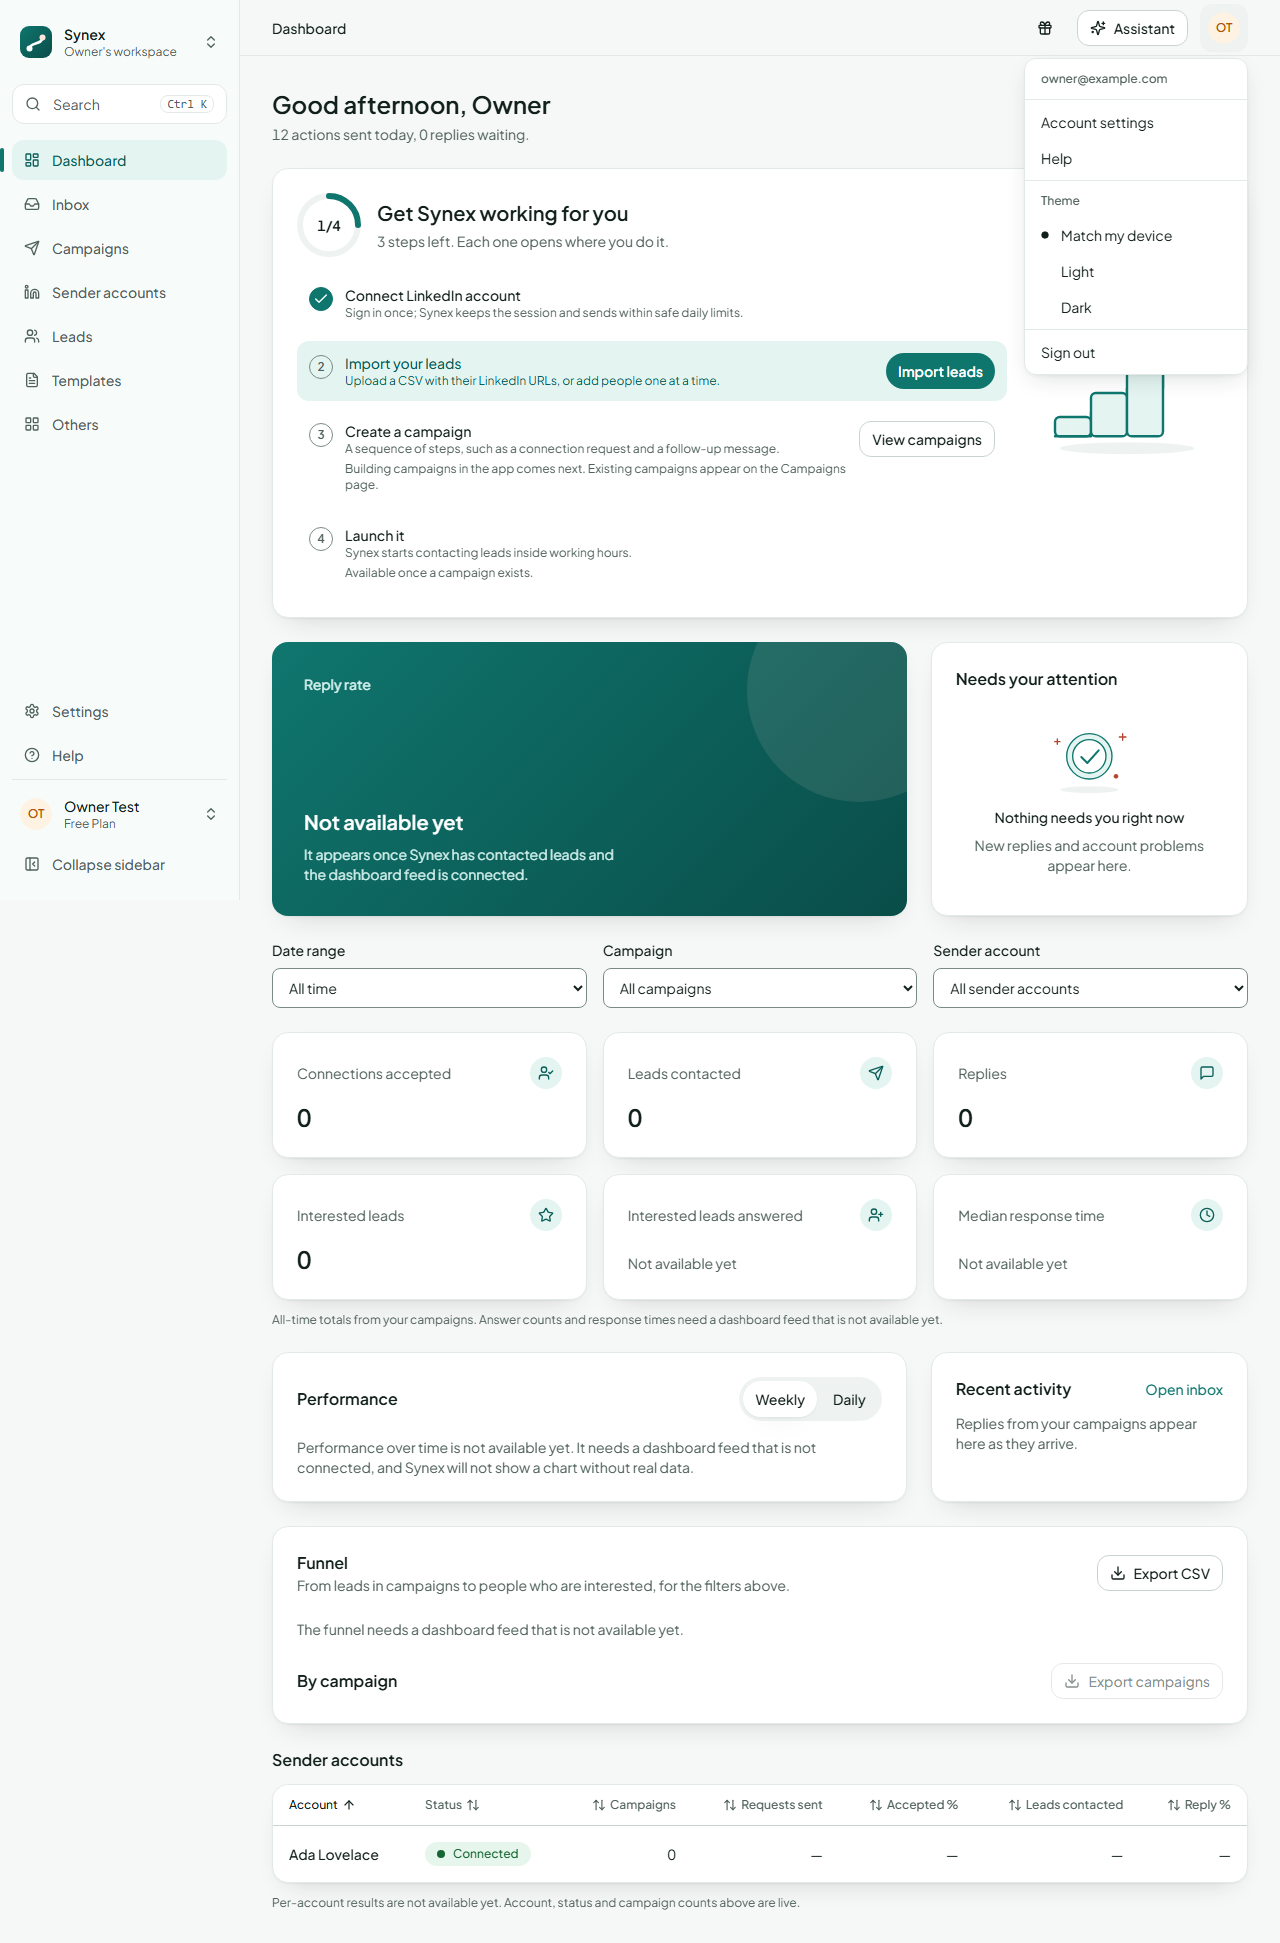 Synex
Owner's workspace
Search
Ctrl K
Dashboard
Inbox
Campaigns
Sender accounts
Leads
Templates
Others
Settings
Help
OT
Owner Test
Free Plan
Collapse sidebar
Dashboard
Assistant
OT
owner@example.com
Account settings
Help
Theme
Match my device
Light
Dark
Sign out
Good afternoon, Owner
12 actions sent today, 0 replies waiting.
1/4
Get Synex working for you
3 steps left. Each one opens where you do it.
Connect LinkedIn account
Sign in once; Synex keeps the session and sends within safe daily limits.
2
Import your leads
Upload a CSV with their LinkedIn URLs, or add people one at a time.
Import leads
3
Create a campaign
A sequence of steps, such as a connection request and a follow-up message.
Building campaigns in the app comes next. Existing campaigns appear on the Campaigns
page.
View campaigns
4
Launch it
Synex starts contacting leads inside working hours.
Available once a campaign exists.
Reply rate
Not available yet
It appears once Synex has contacted leads and
the dashboard feed is connected.
Needs your attention
Nothing needs you right now
New replies and account problems
appear here.
Date range
All time
Campaign
All campaigns
Sender account
All sender accounts
Connections accepted
0
Leads contacted
0
Replies
0
Interested leads
0
Interested leads answered
Not available yet
Median response time
Not available yet
All-time totals from your campaigns. Answer counts and response times need a dashboard feed that is not available yet.
Performance
Weekly
Daily
Performance over time is not available yet. It needs a dashboard feed that is not
connected, and Synex will not show a chart without real data.
Recent activity
Open inbox
Replies from your campaigns appear
here as they arrive.
Funnel
From leads in campaigns to people who are interested, for the filters above.
Export CSV
The funnel needs a dashboard feed that is not available yet.
By campaign
Export campaigns
Sender accounts
Account Status Campaigns Requests sent Accepted % Leads contacted Reply %
Ada Lovelace Connected 0 — — — —
Per-account results are not available yet. Account, status and campaign counts above are live.